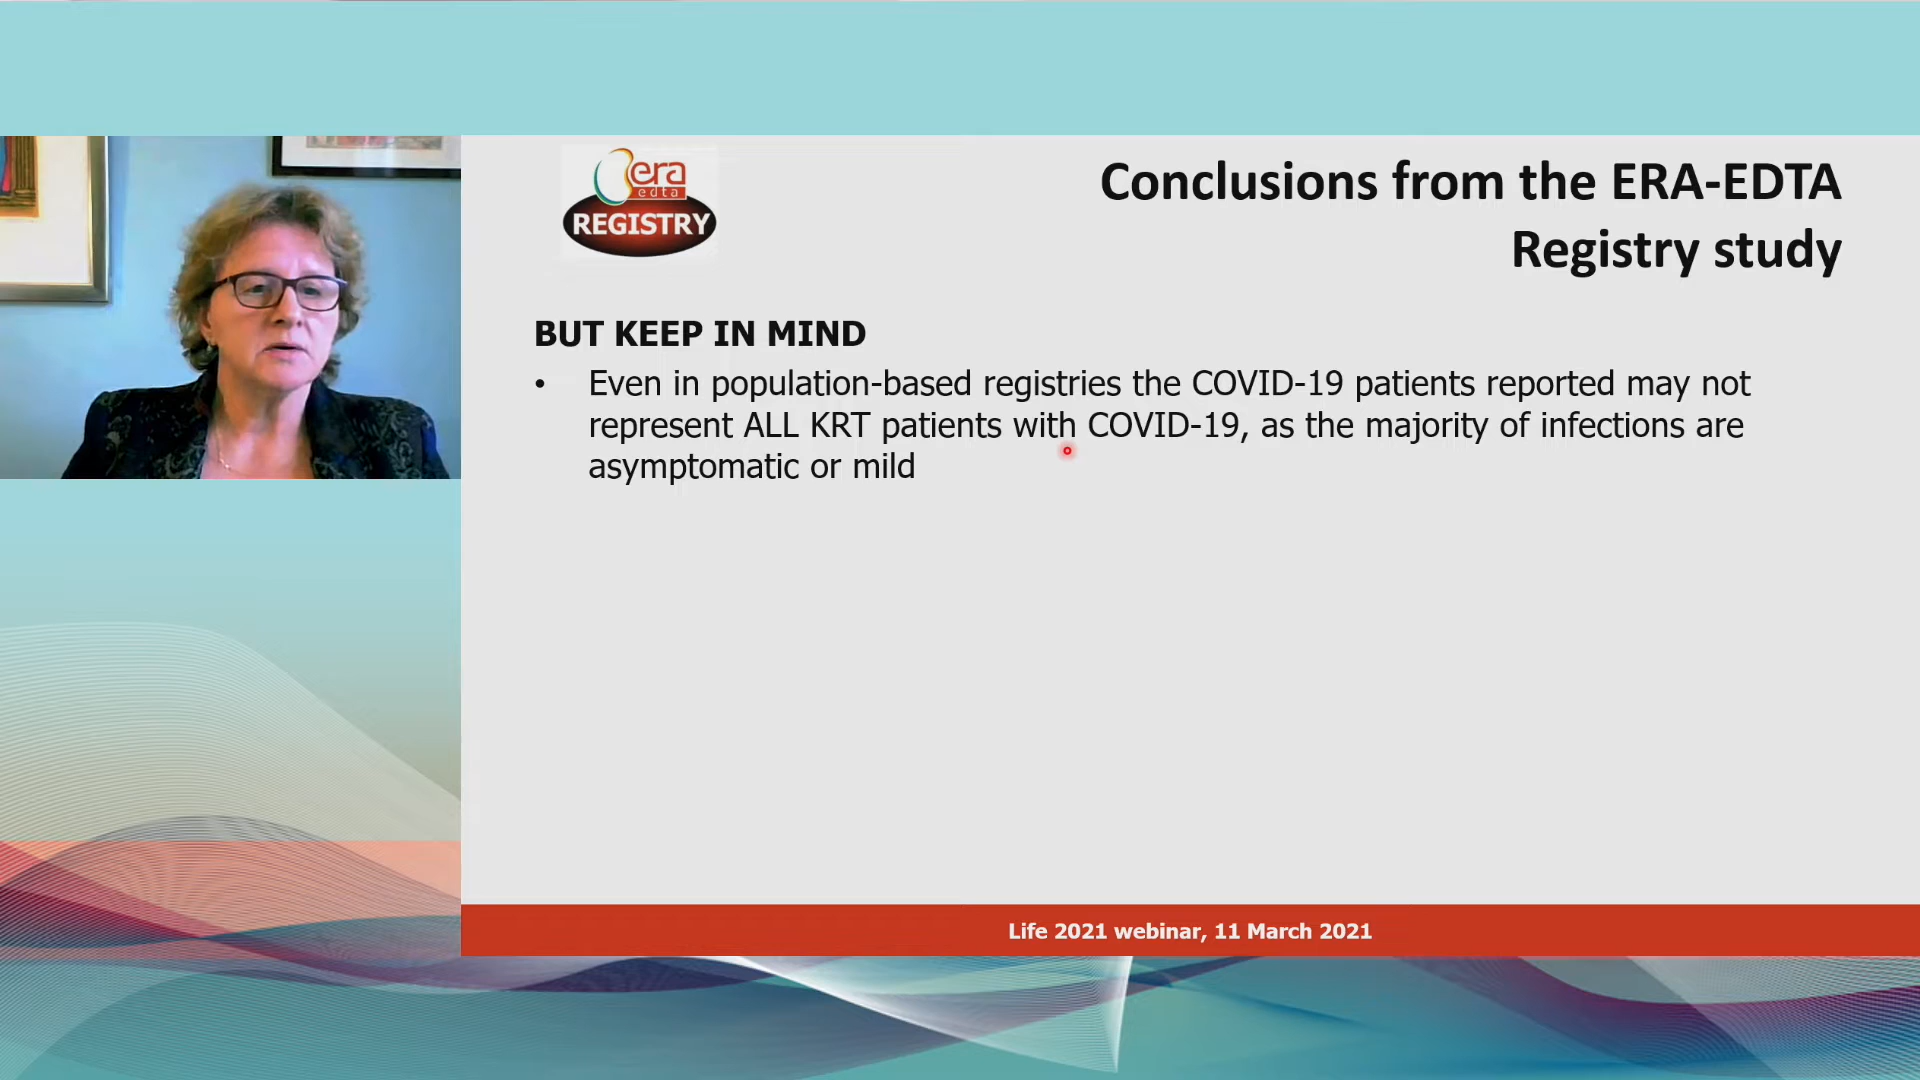 era
edta
REGISTRY
Conclusions from the ERA-EDTA
Registry study
BUT KEEP IN MIND
• Even in population-based registries the COVID-19 patients reported may not
represent ALL KRT patients with COVID-19, as the majority of infections are
asymptomatic or mild
Life 2021 webinar, 11 March 2021